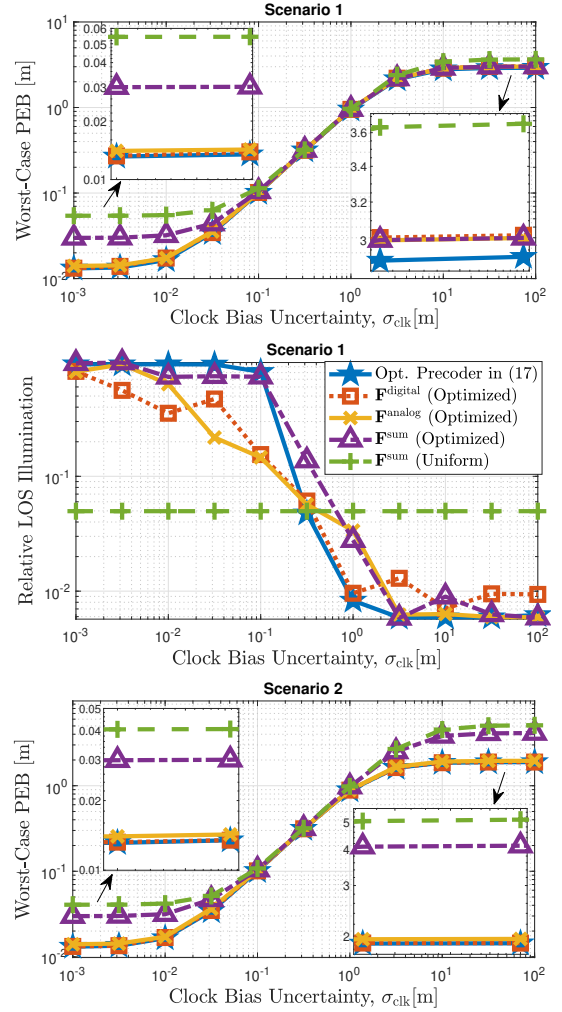 Scenario 1
Worst-Case PEB [m]
10^1
10^0
10^-1
10^-2
0.06
0.05
0.04
0.03
0.02
0.01
3.6
3.4
3.2
3
10^-3 10^-2 10^-1 10^0 10^1 10^2
Clock Bias Uncertainty, σ_clk[m]
Scenario 1
Relative LOS Illumination
10^-1
10^-2
Opt. Precoder in (17)
F^digital (Optimized)
F^analog (Optimized)
F^sum (Optimized)
F^sum (Uniform)
10^-3 10^-2 10^-1 10^0 10^1 10^2
Clock Bias Uncertainty, σ_clk[m]
Scenario 2
Worst-Case PEB [m]
10^0
10^-1
10^-2
0.05
0.04
0.03
0.02
0.01
5
4
3
2
10^-3 10^-2 10^-1 10^0 10^1 10^2
Clock Bias Uncertainty, σ_clk[m]